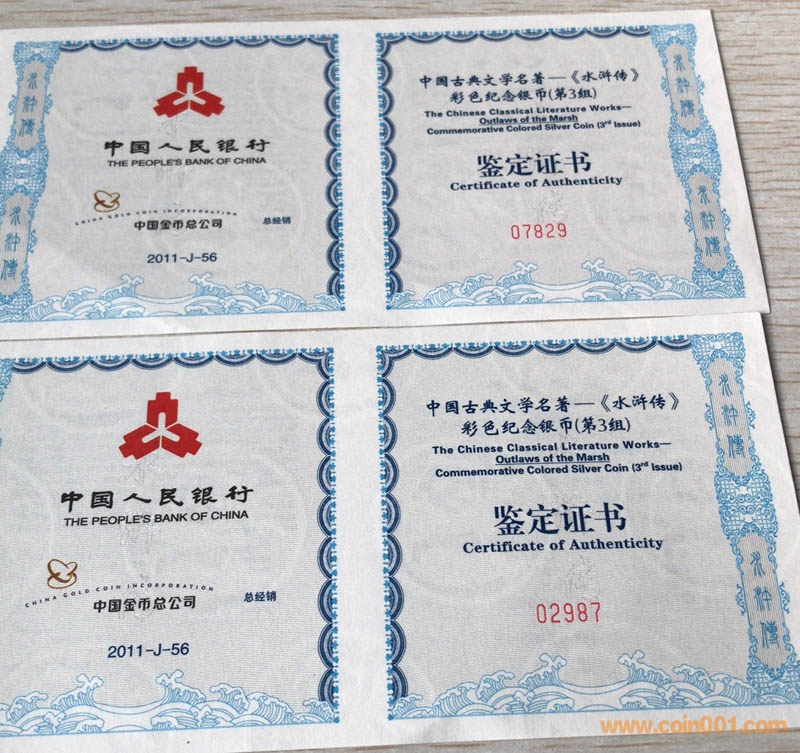 水浒传
水浒传
中国人民银行
THE PEOPLE'S BANK OF CHINA
CHINA GOLD COIN INCORPORATION
中国金币总公司
总经销
2011-J-56
中国古典文学名著—《水浒传》
彩色纪念银币(第3组)
The Chinese Classical Literature Works—
Outlaws of the Marsh
Commemorative Colored Silver Coin (3rd Issue)
鉴定证书
Certificate of Authenticity
07829
水浒传
水浒传
中国人民银行
THE PEOPLE'S BANK OF CHINA
CHINA GOLD COIN INCORPORATION
中国金币总公司
总经销
2011-J-56
中国古典文学名著—《水浒传》
彩色纪念银币(第3组)
The Chinese Classical Literature Works—
Outlaws of the Marsh
Commemorative Colored Silver Coin (3rd Issue)
鉴定证书
Certificate of Authenticity
02987
水浒传
水浒传
www.coin001.com